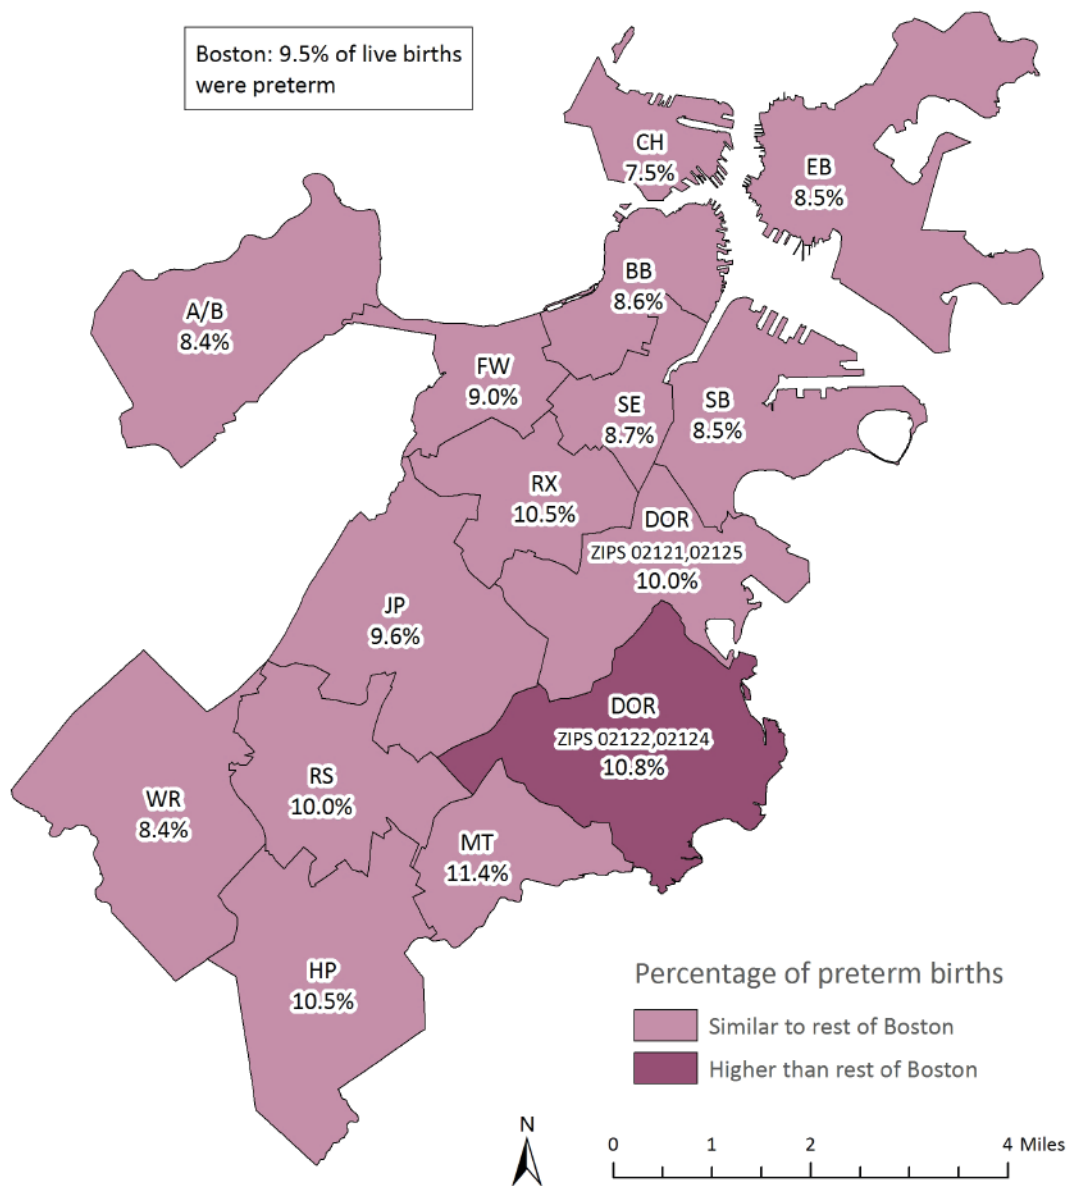 Boston: 9.5% of live births
were preterm
CH
7.5%
EB
8.5%
BB
8.6%
A/B
8.4%
FW
9.0%
SE
8.7%
SB
8.5%
RX
10.5%
DOR
ZIPS 02121,02125
10.0%
JP
9.6%
DOR
ZIPS 02122,02124
10.8%
RS
10.0%
WR
8.4%
MT
11.4%
HP
10.5%
Percentage of preterm births
Similar to rest of Boston
Higher than rest of Boston
N
0 1 2 4 Miles